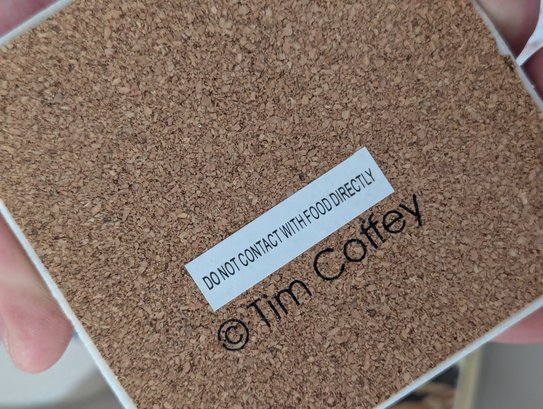 DO NOT CONTACT WITH FOOD DIRECTLY
© Tim Coffey